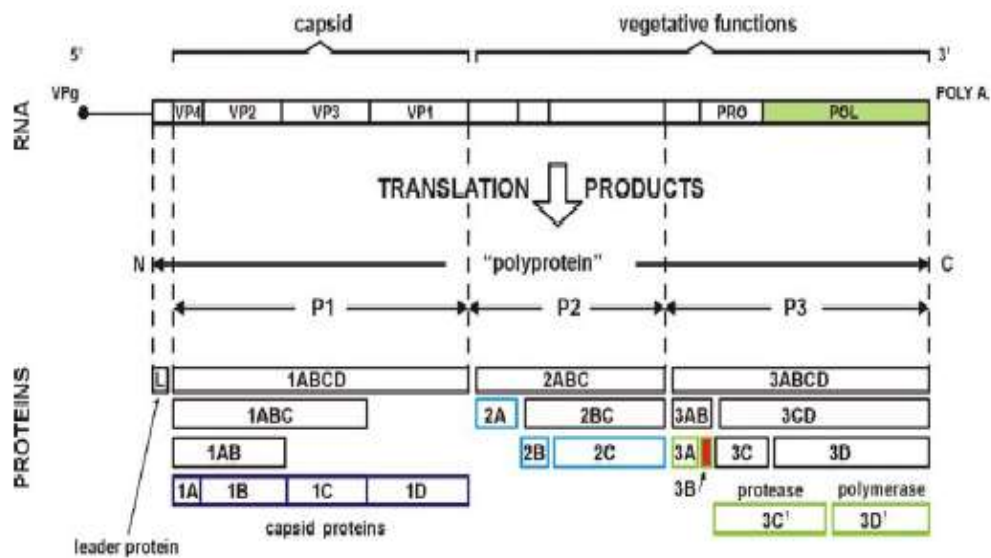 capsid vegetative functions
5' 3'
VPg VP4 VP2 VP3 VP1 PRO POL POLY A
RNA
TRANSLATION PRODUCTS
N "polyprotein" C
P1 P2 P3
PROTEINS
L 1ABCD 2ABC 3ABCD
1ABC 2A 2BC 3AB 3CD
1AB 2B 2C 3A 3C 3D
3B
1A 1B 1C 1D protease polymerase
capsid proteins 3C' 3D'
leader protein